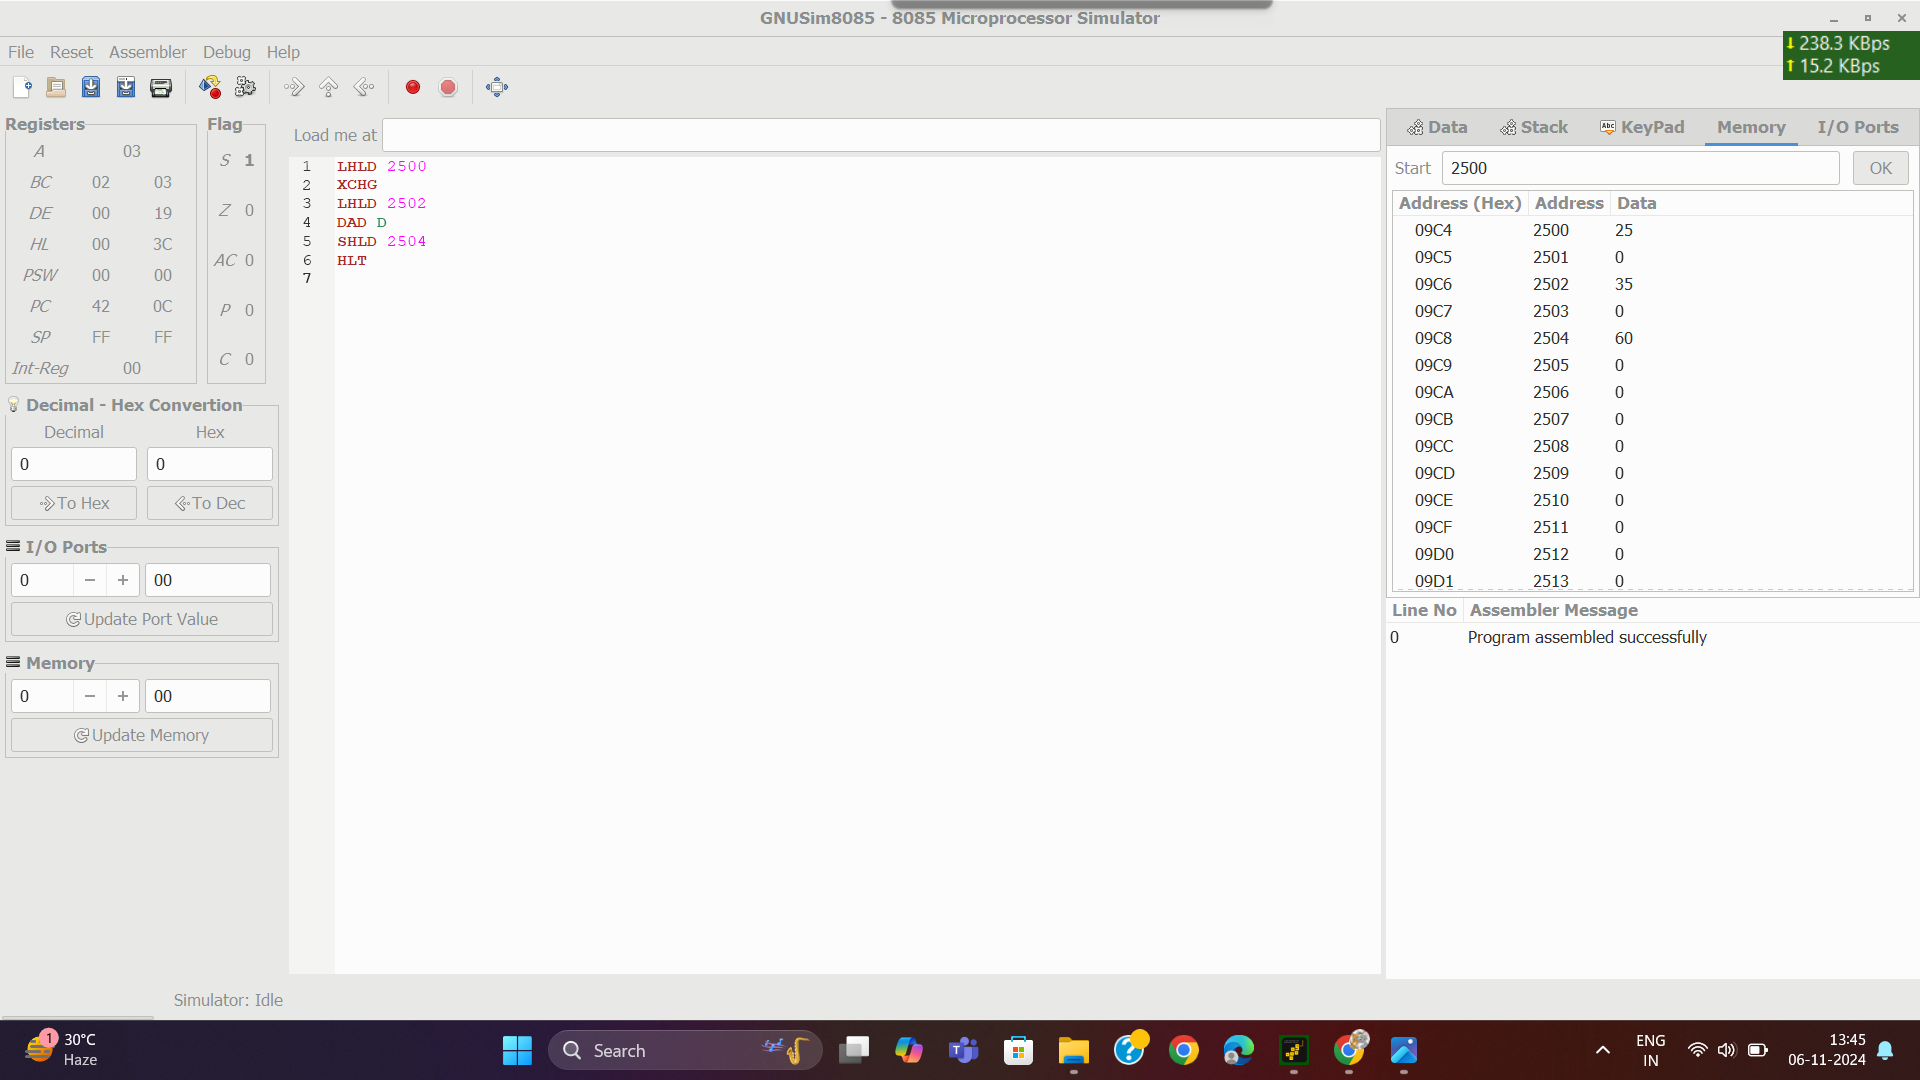 GNUSim8085 - 8085 Microprocessor Simulator
238.3 KBps
15.2 KBps
File Reset Assembler Debug Help
Registers
A 03
BC 02 03
DE 00 19
HL 00 3C
PSW 00 00
PC 42 0C
SP FF FF
Int-Reg 00
Flag
S 1
Z 0
AC 0
P 0
C 0
Decimal - Hex Convertion
Decimal Hex
0 0
To Hex To Dec
I/O Ports
0 − + 00
Update Port Value
Memory
0 − + 00
Update Memory
Load me at
1 LHLD 2500
2 XCHG
3 LHLD 2502
4 DAD D
5 SHLD 2504
6 HLT
7
Data Stack Abc KeyPad Memory I/O Ports
Start 2500 OK
Address (Hex) Address Data
09C4 2500 25
09C5 2501 0
09C6 2502 35
09C7 2503 0
09C8 2504 60
09C9 2505 0
09CA 2506 0
09CB 2507 0
09CC 2508 0
09CD 2509 0
09CE 2510 0
09CF 2511 0
09D0 2512 0
09D1 2513 0
Line No Assembler Message
0 Program assembled successfully
Simulator: Idle
1
30°C
Haze
Search
ENG
IN
13:45
06-11-2024